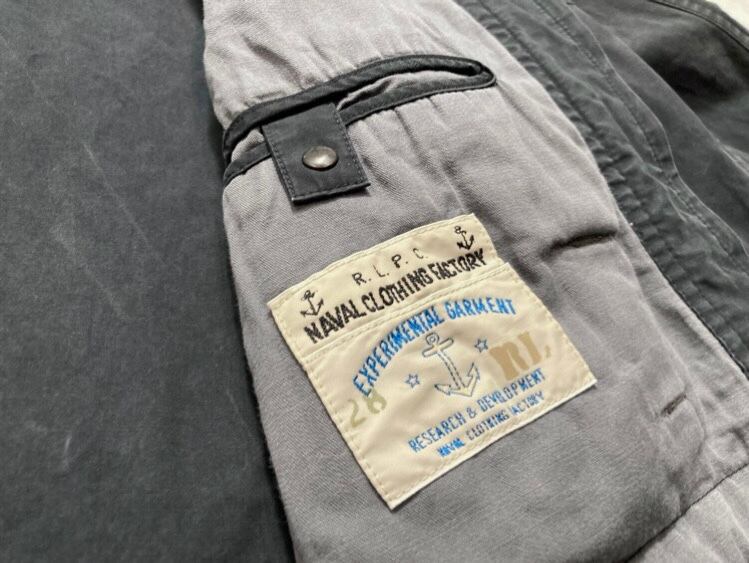 R.L.P.C.
NAVAL CLOTHING FACTORY
EXPERIMENTAL GARMENT
28 RL
RESEARCH & DEVELOPMENT
NAVAL CLOTHING FACTORY